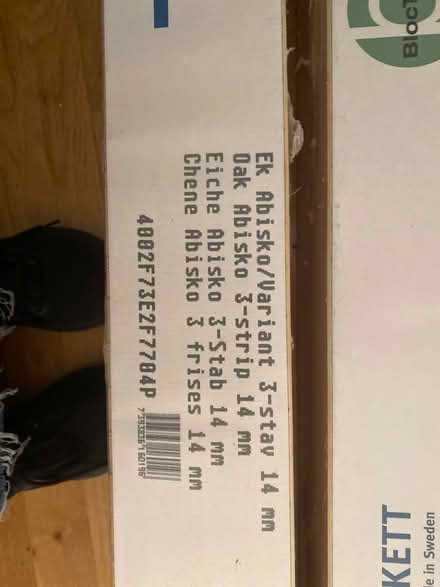 Ek Abisko/Variant 3-stav 14 mm
Oak Abisko 3-strip 14 mm
Eiche Abisko 3-Stab 14 mm
Chene Abisko 3 frises 14 mm
4002F73E2F7704P
KETT
e in Sweden